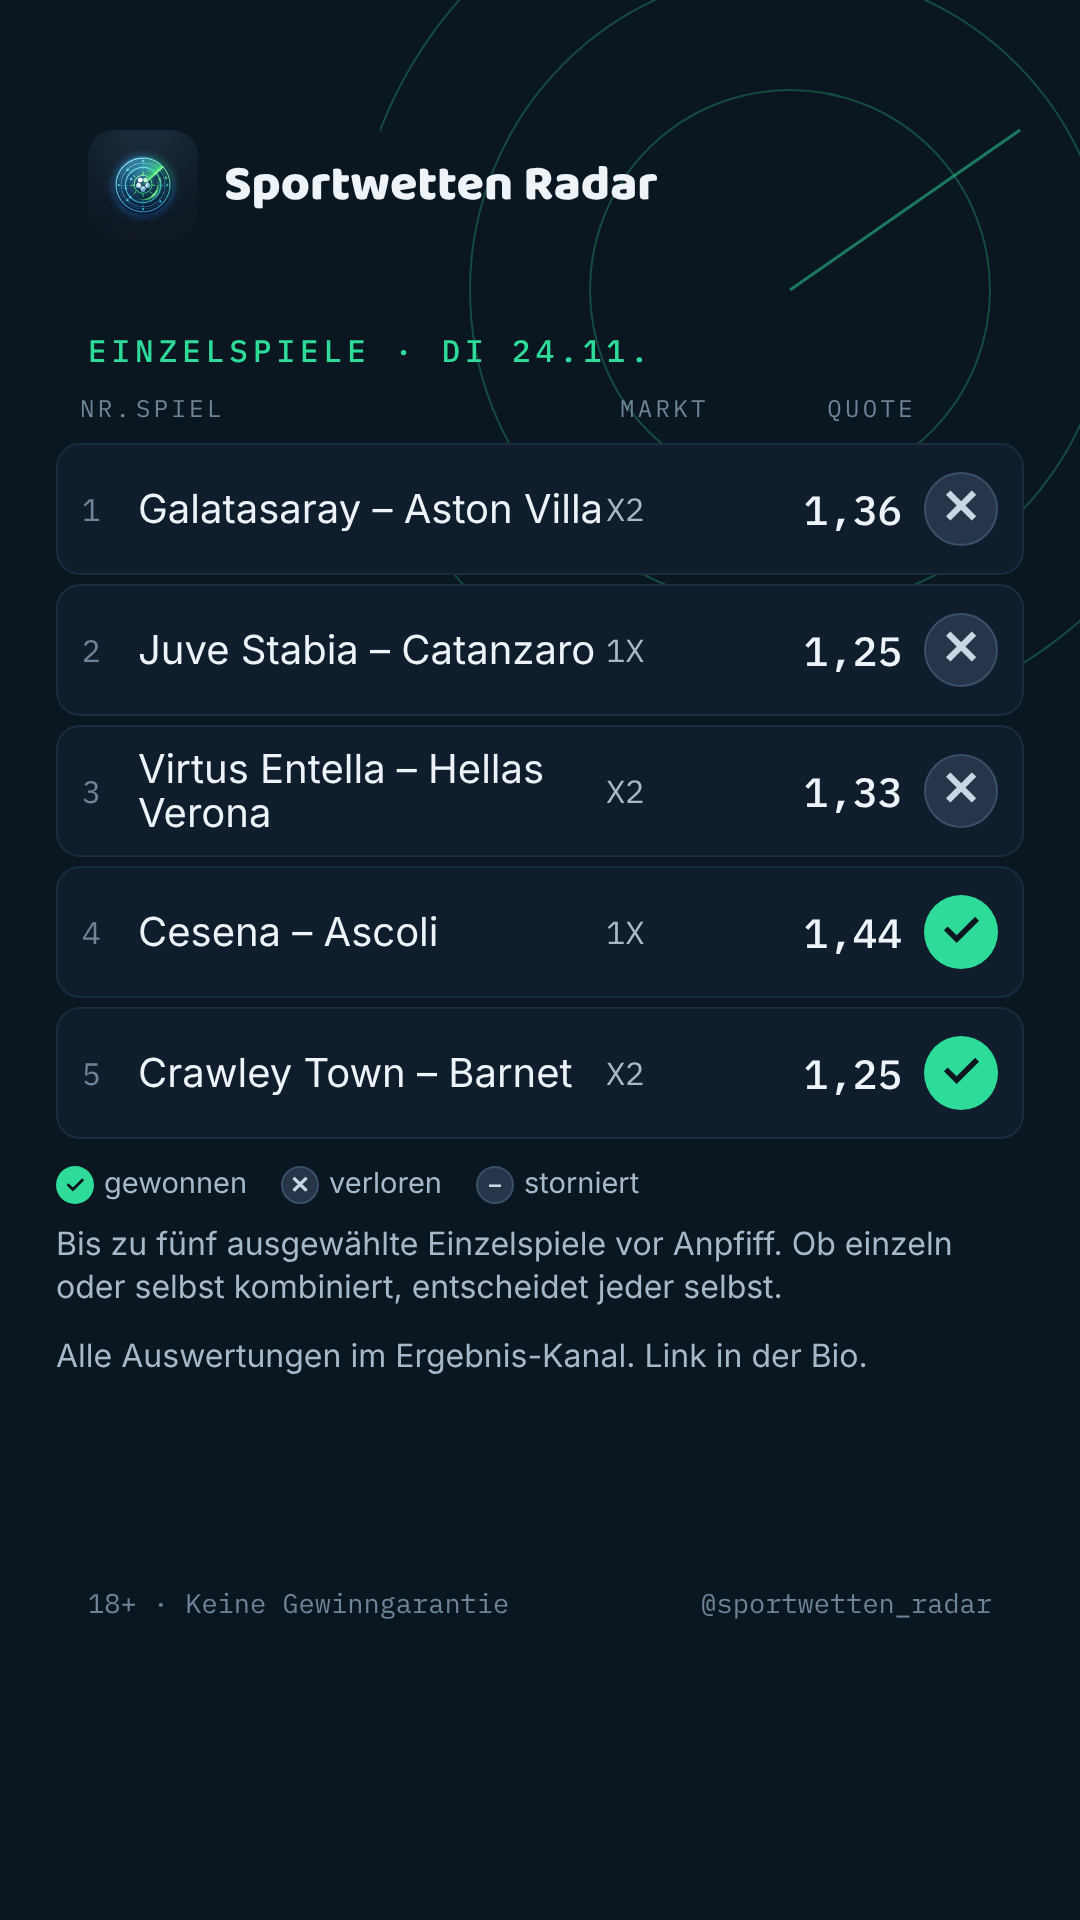 Sportwetten Radar
EINZELSPIELE · DI 24.11.
NR. SPIEL MARKT QUOTE
1 Galatasaray – Aston Villa X2 1,36
2 Juve Stabia – Catanzaro 1X 1,25
3 Virtus Entella – Hellas Verona X2 1,33
4 Cesena – Ascoli 1X 1,44
5 Crawley Town – Barnet X2 1,25
gewonnen verloren storniert
Bis zu fünf ausgewählte Einzelspiele vor Anpfiff. Ob einzeln
oder selbst kombiniert, entscheidet jeder selbst.
Alle Auswertungen im Ergebnis-Kanal. Link in der Bio.
18+ · Keine Gewinngarantie @sportwetten_radar